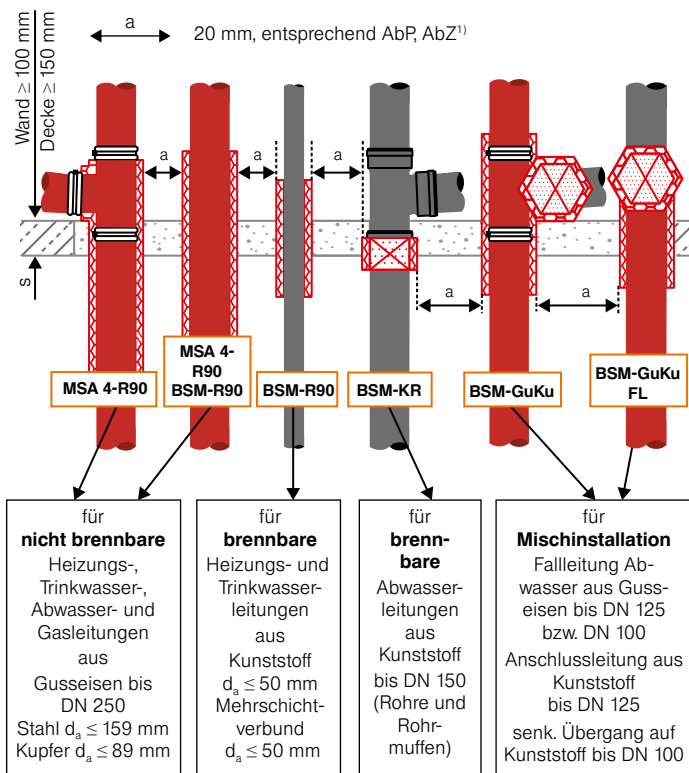 a
20 mm, entsprechend AbP, AbZ1)
Wand ≥ 100 mm
Decke ≥ 150 mm
a
a
a
s
a
a
MSA 4-R90
MSA 4-
R90
BSM-R90
BSM-R90
BSM-KR
BSM-GuKu
BSM-GuKu
FL
für
nicht brennbare
Heizungs-,
Trinkwasser-,
Abwasser- und
Gasleitungen
aus
Gusseisen bis
DN 250
Stahl da ≤ 159 mm
Kupfer da ≤ 89 mm
für
brennbare
Heizungs- und
Trinkwasser-
leitungen
aus
Kunststoff
da ≤ 50 mm
Mehrschicht-
verbund
da ≤ 50 mm
für
brenn-
bare
Abwasser-
leitungen
aus
Kunststoff
bis DN 150
(Rohre und
Rohr-
muffen)
für
Mischinstallation
Fallleitung Ab-
wasser aus Guss-
eisen bis DN 125
bzw. DN 100
Anschlussleitung aus
Kunststoff
bis DN 125
senk. Übergang auf
Kunststoff bis DN 100